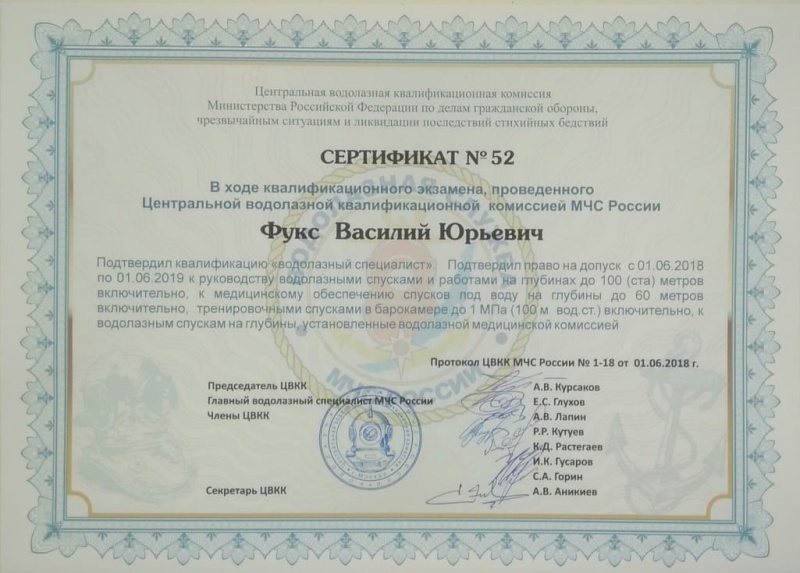 Центральная водолазная квалификационная комиссия
Министерства Российской Федерации по делам гражданской обороны,
чрезвычайным ситуациям и ликвидации последствий стихийных бедствий
СЕРТИФИКАТ № 52
В ходе квалификационного экзамена, проведенного
Центральной водолазной квалификационной комиссией МЧС России
Фукс Василий Юрьевич
Подтвердил квалификацию «водолазный специалист». Подтвердил право на допуск с 01.06.2018
по 01.06.2019 к руководству водолазными спусками и работами на глубинах до 100 (ста) метров
включительно, к медицинскому обеспечению спусков под воду на глубины до 60 метров
включительно, тренировочными спусками в барокамере до 1 МПа (100 м вод.ст.) включительно, к
водолазным спускам на глубины, установленные водолазной медицинской комиссией
Протокол ЦВКК МЧС России № 1-18 от 01.06.2018 г.
Председатель ЦВКК А.В. Курсаков
Главный водолазный специалист МЧС России Е.С. Глухов
Члены ЦВКК А.В. Лапин
Р.Р. Кутуев
К.Д. Растегаев
И.К. Гусаров
С.А. Горин
Секретарь ЦВКК А.В. Аникиев
ВОДОЛАЗНАЯ СЛУЖБА
МЧС РОССИИ